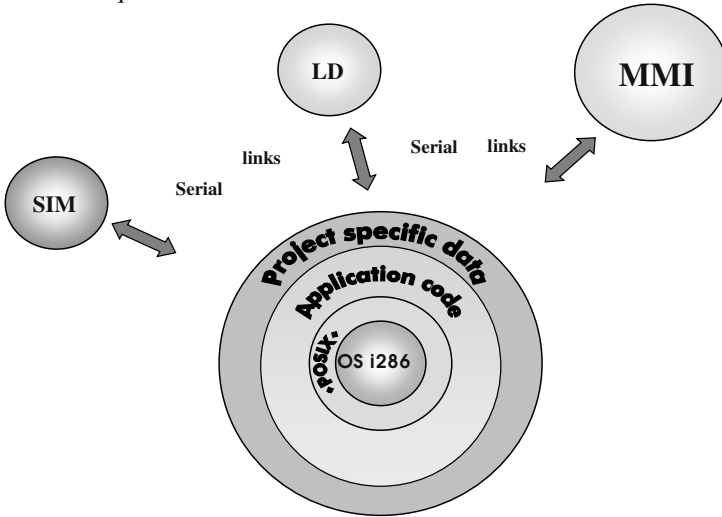 LD
MMI
links
Serial links
Serial
SIM
Project specific data
Application code
.POSIX.
OS i286